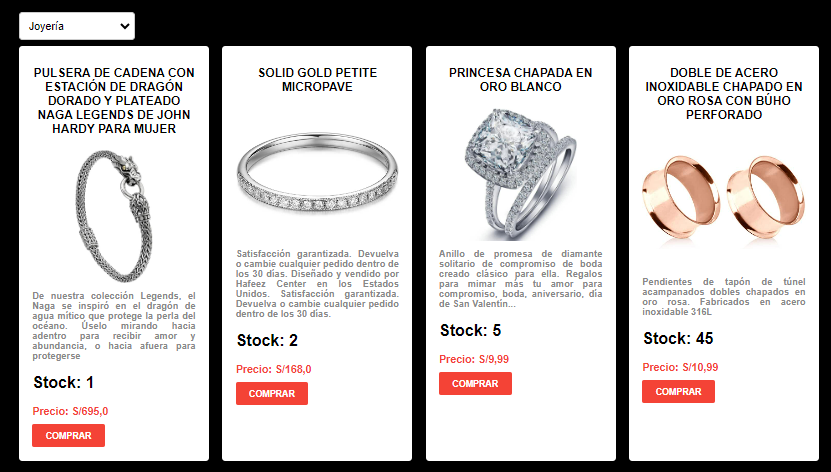 Joyería
PULSERA DE CADENA CON
ESTACIÓN DE DRAGÓN
DORADO Y PLATEADO
NAGA LEGENDS DE JOHN
HARDY PARA MUJER
De nuestra colección Legends, el
Naga se inspiró en el dragón de
agua mítico que protege la perla del
océano. Úselo mirando hacia
adentro para recibir amor y
abundancia, o hacia afuera para
protegerse
Stock: 1
Precio: S/695,0
COMPRAR
SOLID GOLD PETITE
MICROPAVE
Satisfacción garantizada. Devuelva
o cambie cualquier pedido dentro de
los 30 días. Diseñado y vendido por
Hafeez Center en los Estados
Unidos. Satisfacción garantizada.
Devuelva o cambie cualquier pedido
dentro de los 30 días.
Stock: 2
Precio: S/168,0
COMPRAR
PRINCESA CHAPADA EN
ORO BLANCO
Anillo de promesa de diamante
solitario de compromiso de boda
creado clásico para ella. Regalos
para mimar más tu amor para
compromiso, boda, aniversario, día
de San Valentín...
Stock: 5
Precio: S/9,99
COMPRAR
DOBLE DE ACERO
INOXIDABLE CHAPADO EN
ORO ROSA CON BÚHO
PERFORADO
Pendientes de tapón de túnel
acampanados dobles chapados en
oro rosa. Fabricados en acero
inoxidable 316L
Stock: 45
Precio: S/10,99
COMPRAR